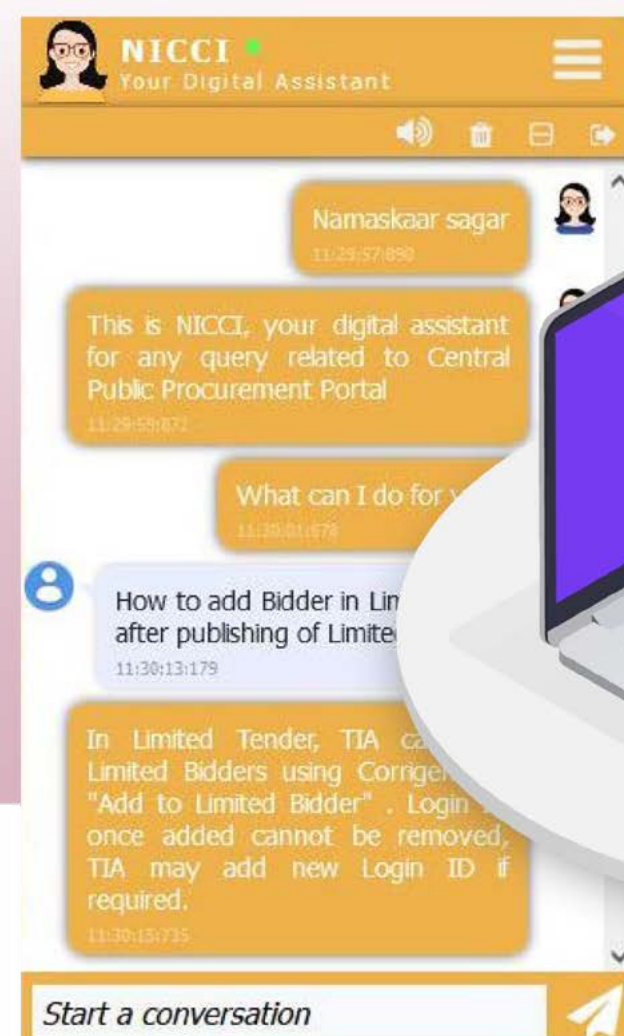 NICCI
Your Digital Assistant
Namaskaar sagar
11:29:57:890
This is NICCI, your digital assistant
for any query related to Central
Public Procurement Portal
11:29:59:872
What can I do for
11:30:01:678
How to add Bidder in
after publishing of
11:30:13:179
In Limited Tender, TIA
Limited Bidders using
"Add to Limited Bidder" . Login
once added cannot be removed,
TIA may add new Login ID if
required.
11:30:15:735
Start a conversation